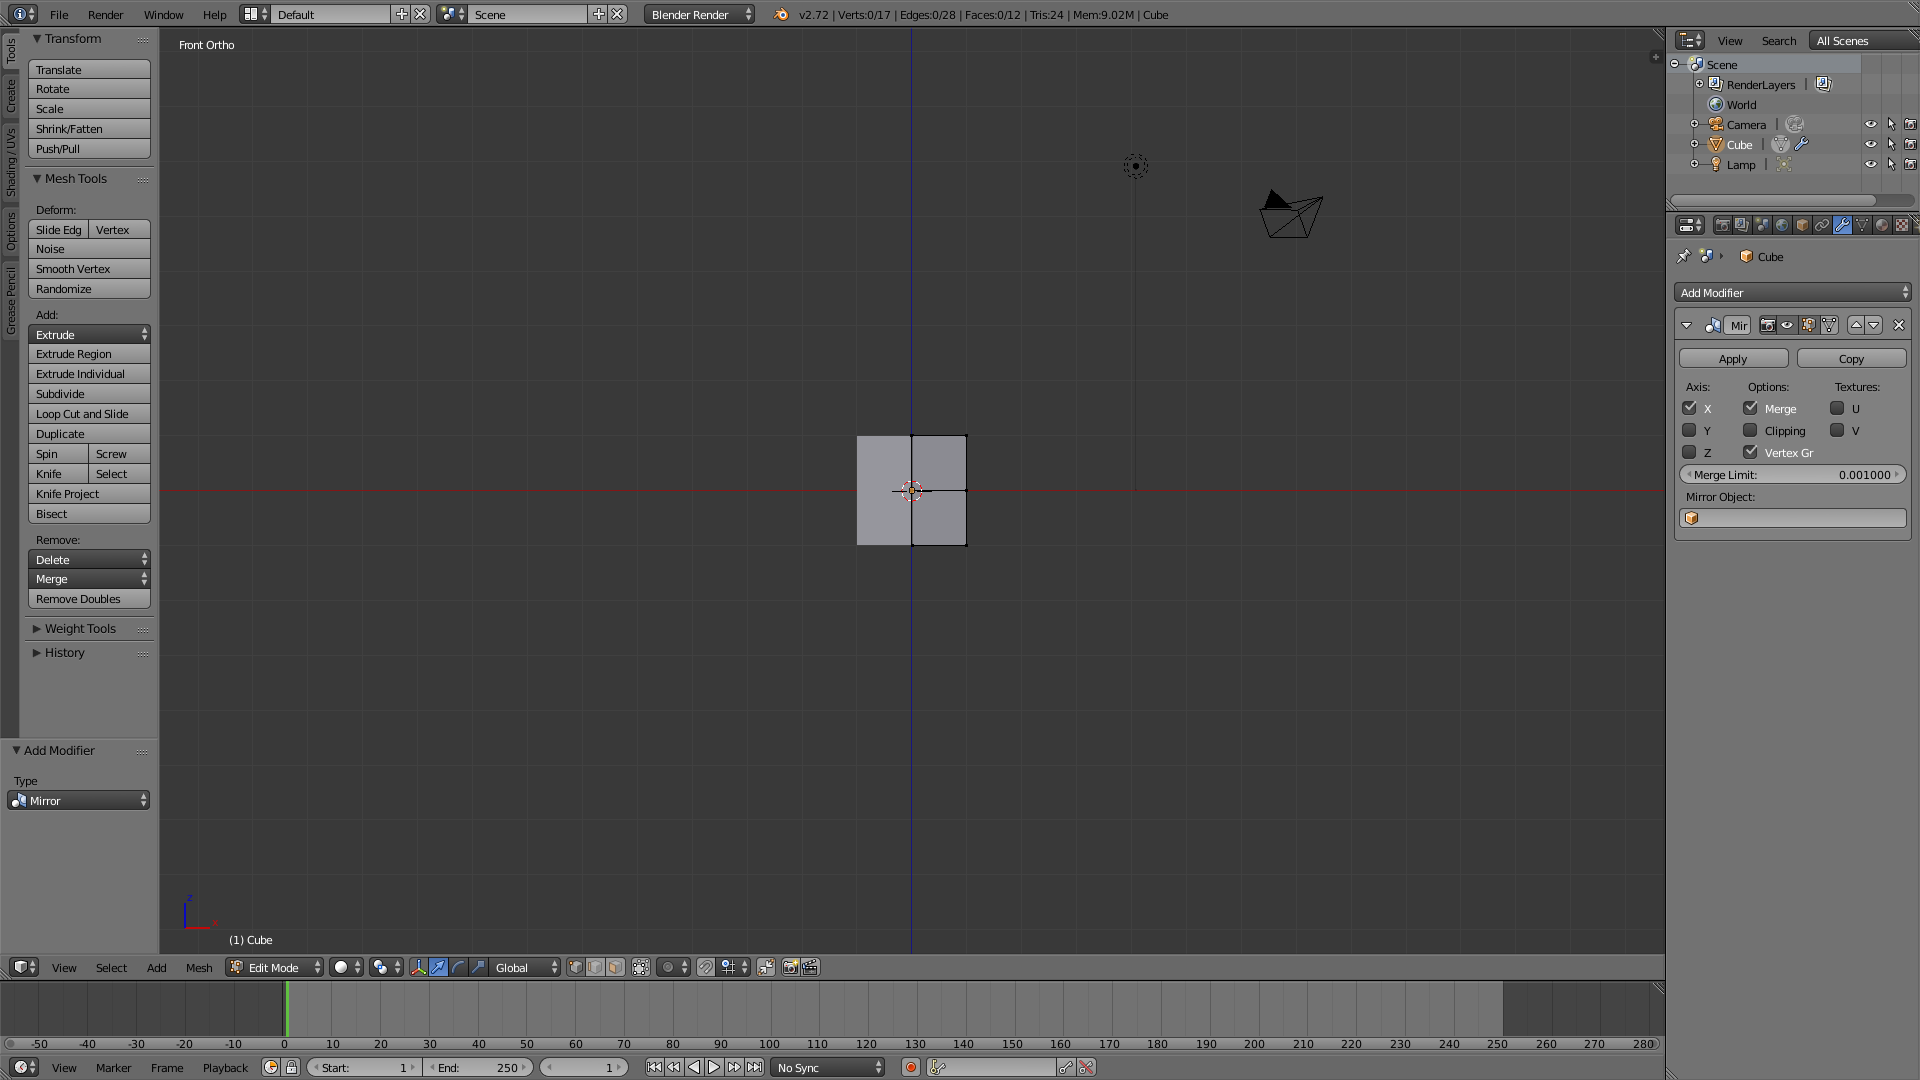 File Render Window Help Default Scene Blender Render v2.72 | Verts:0/17 | Edges:0/28 | Faces:0/12 | Tris:24 | Mem:9.02M | Cube
Tools
Create
Shading / UVs
Options
Grease Pencil
Transform
Translate
Rotate
Scale
Shrink/Fatten
Push/Pull
Mesh Tools
Deform:
Slide Edg Vertex
Noise
Smooth Vertex
Randomize
Add:
Extrude
Extrude Region
Extrude Individual
Subdivide
Loop Cut and Slide
Duplicate
Spin Screw
Knife Select
Knife Project
Bisect
Remove:
Delete
Merge
Remove Doubles
Weight Tools
History
Add Modifier
Type
Mirror
Front Ortho
z
x
(1) Cube
View Select Add Mesh Edit Mode Global
-50 -40 -30 -20 -10 0 10 20 30 40 50 60 70 80 90 100 110 120 130 140 150 160 170 180 190 200 210 220 230 240 250 260 270 280
View Marker Frame Playback Start: 1 End: 250 1 No Sync
View Search All Scenes
Scene
RenderLayers |
World
Camera |
Cube |
Lamp |
Cube
Add Modifier
Mir
Apply Copy
Axis: Options: Textures:
X Merge U
Y Clipping V
Z Vertex Gr
Merge Limit: 0.001000
Mirror Object: